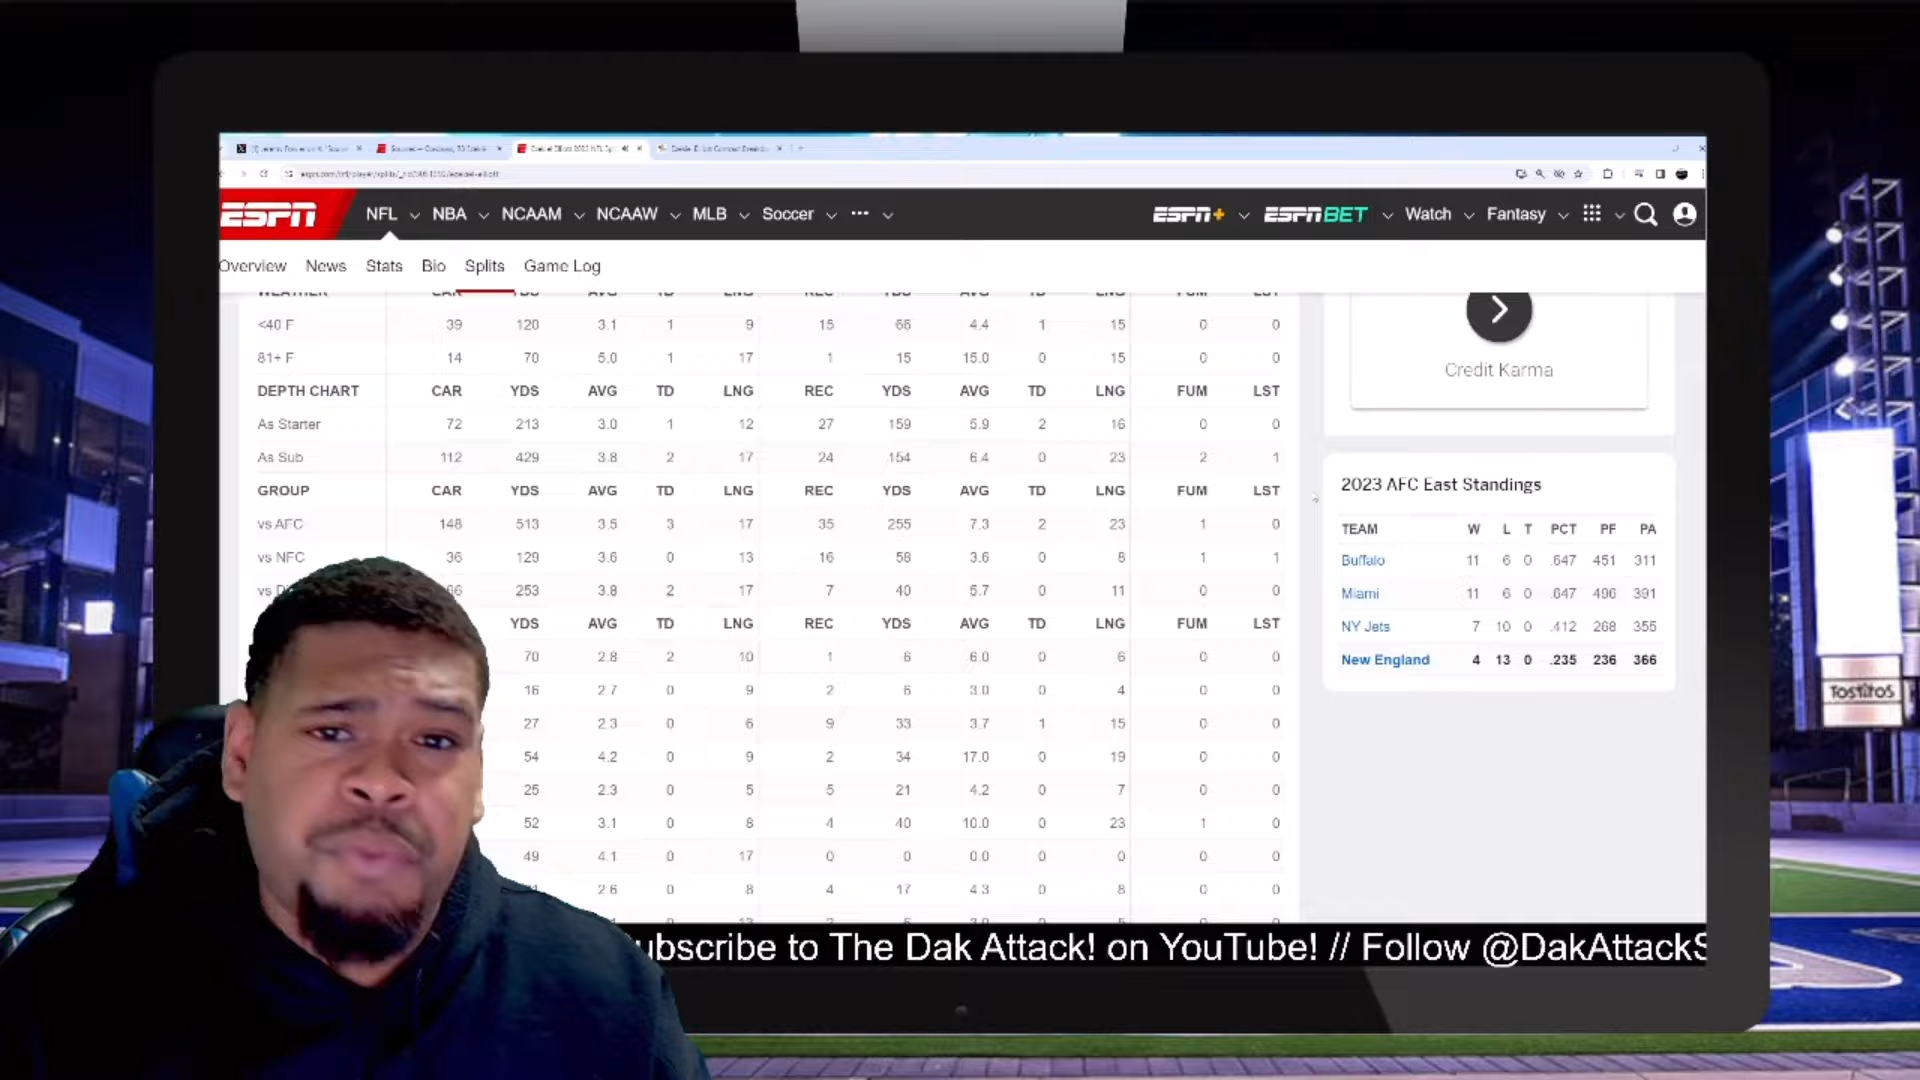 ESPN NFL NBA NCAAM NCAAW MLB Soccer ESPN+ ESPN BET Watch Fantasy
Overview News Stats Bio Splits Game Log
WEATHER CAR YDS AVG TD LNG REC YDS AVG TD LNG FUM LST
<40 F 39 120 3.1 1 9 15 66 4.4 1 15 0 0
81+ F 14 70 5.0 1 17 1 15 15.0 0 15 0 0
DEPTH CHART CAR YDS AVG TD LNG REC YDS AVG TD LNG FUM LST
As Starter 72 213 3.0 1 12 27 159 5.9 2 16 0 0
As Sub 112 429 3.8 2 17 24 154 6.4 0 23 2 1
GROUP CAR YDS AVG TD LNG REC YDS AVG TD LNG FUM LST
vs AFC 148 513 3.5 3 17 35 255 7.3 2 23 1 0
vs NFC 36 129 3.6 0 13 16 58 3.6 0 8 1 1
vs 66 253 3.8 2 17 7 40 5.7 0 11 0 0
YDS AVG TD LNG REC YDS AVG TD LNG FUM LST
70 2.8 2 10 1 6 6.0 0 6 0 0
16 2.7 0 9 2 6 3.0 0 4 0 0
27 2.3 0 6 9 33 3.7 1 15 0 0
54 4.2 0 9 2 34 17.0 0 19 0 0
25 2.3 0 5 5 21 4.2 0 7 0 0
52 3.1 0 8 4 40 10.0 0 23 1 0
49 4.1 0 17 0 0 0.0 0 0 0 0
2.6 0 8 4 17 4.3 0 8 0 0
Credit Karma
2023 AFC East Standings
TEAM W L T PCT PF PA
Buffalo 11 6 0 .647 451 311
Miami 11 6 0 .647 496 391
NY Jets 7 10 0 .412 268 355
New England 4 13 0 .235 236 366
ubscribe to The Dak Attack! on YouTube! // Follow @DakAttackS
TOSTITOS